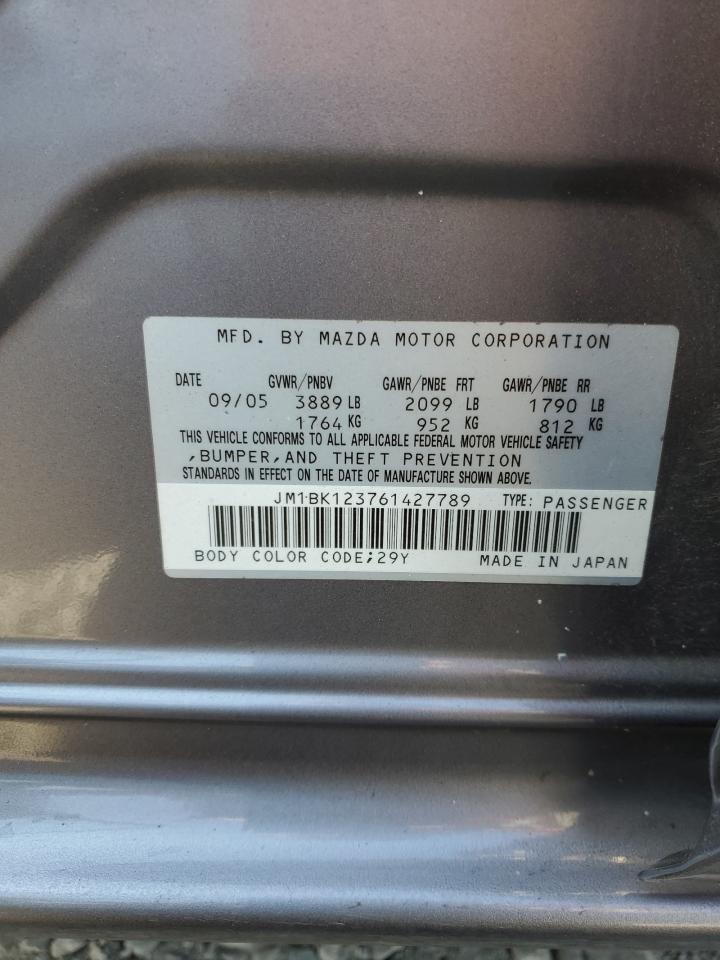 MFD. BY MAZDA MOTOR CORPORATION
DATE GVWR/PNBV GAWR/PNBE FRT GAWR/PNBE RR
09/05 3889 LB 2099 LB 1790 LB
1764 KG 952 KG 812 KG
THIS VEHICLE CONFORMS TO ALL APPLICABLE FEDERAL MOTOR VEHICLE SAFETY
,BUMPER,AND THEFT PREVENTION
STANDARDS IN EFFECT ON THE DATE OF MANUFACTURE SHOWN ABOVE.
JM1BK123761427789 TYPE: PASSENGER
BODY COLOR CODE;29Y MADE IN JAPAN